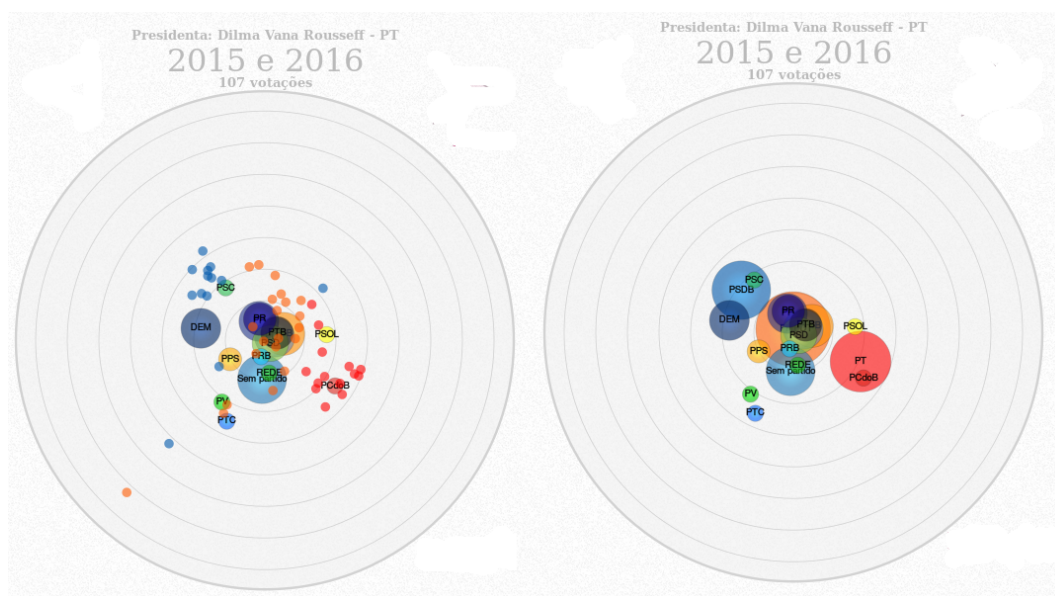 Presidenta: Dilma Vana Rousseff - PT
2015 e 2016
107 votações
PSC
DEM
PR
PTB
PSOL
PRB
PPS
REDE
Sem partido
PCdoB
PV
PTC
Presidenta: Dilma Vana Rousseff - PT
2015 e 2016
107 votações
PSC
PSDB
PR
DEM
PTB
PSOL
PSD
PRB
PPS
PT
REDE
Sem partido
PCdoB
PV
PTC